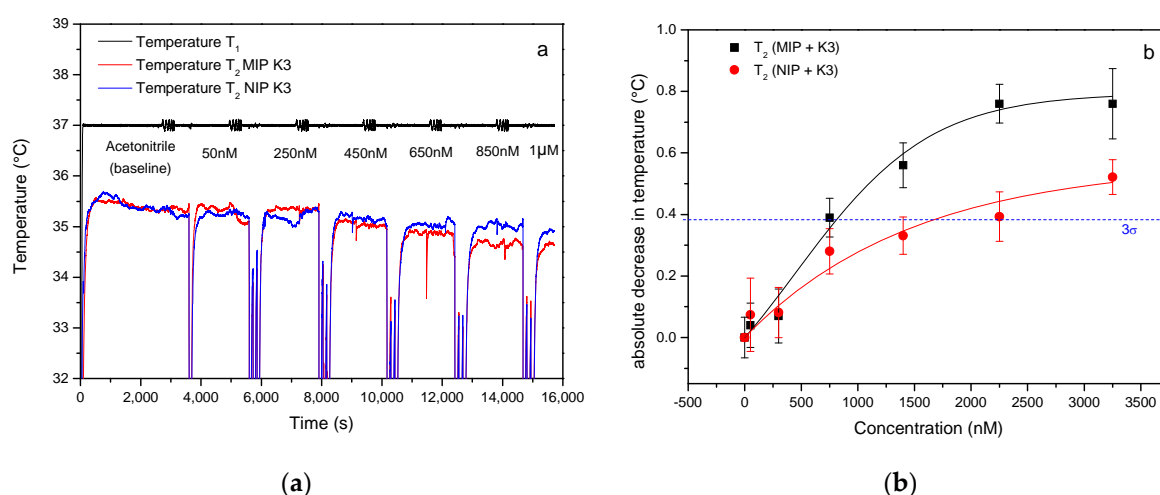 39
38
37
36
35
34
33
32
Temperature (°C)
Temperature T1
Temperature T2 MIP K3
Temperature T2 NIP K3
a
Acetonitrile
(baseline)
50nM
250nM
450nM
650nM
850nM
1µM
0
2,000
4,000
6,000
8,000
10,000
12,000
14,000
16,000
Time (s)
(a)
1.0
0.8
0.6
0.4
0.2
0.0
absolute decrease in temperature (°C)
T2 (MIP + K3)
T2 (NIP + K3)
b
3σ
-500
0
500
1000
1500
2000
2500
3000
3500
Concentration (nM)
(b)